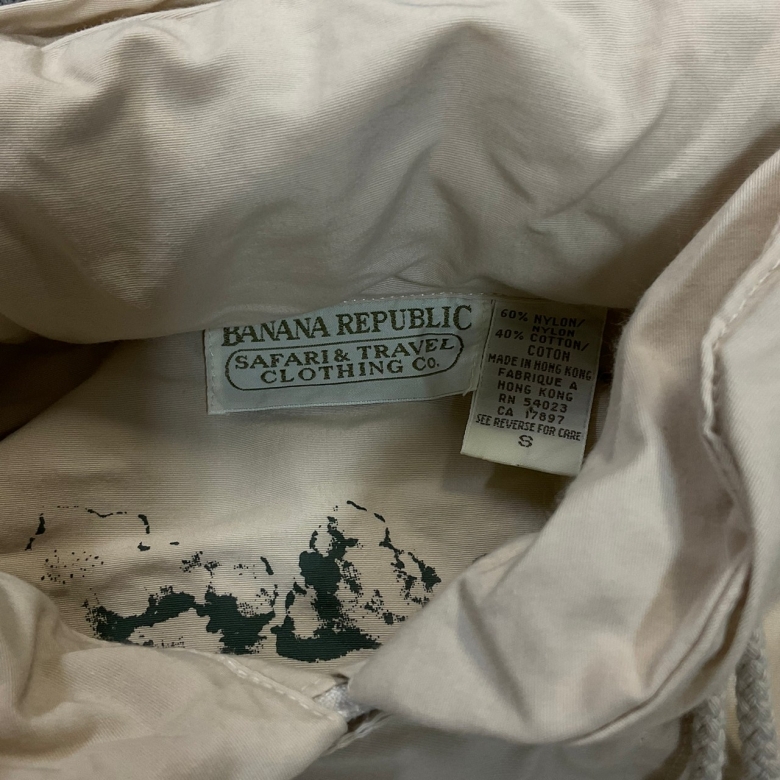 BANANA REPUBLIC
SAFARI & TRAVEL
CLOTHING Co.
60% NYLON/
NYLON
40% COTTON/
COTON
MADE IN HONG KONG
FABRIQUE A
HONG KONG
RN 54023
CA 17897
SEE REVERSE FOR CARE
S